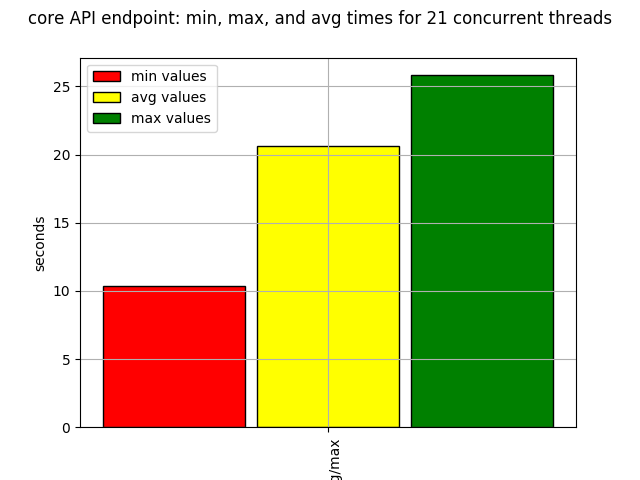 core API endpoint: min, max, and avg times for 21 concurrent threads
min values
avg values
max values
25
20
15
10
5
0
seconds
g/max